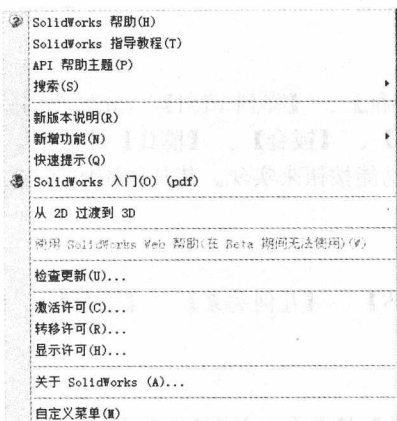 SolidWorks 帮助(H)
SolidWorks 指导教程(T)
API 帮助主题(P)
搜索(S)
新版本说明(R)
新增功能(N)
快速提示(Q)
SolidWorks 入门(O) (pdf)
从 2D 过渡到 3D
使用 SolidWorks Web 帮助(在 Beta 期间无法使用)(W)
检查更新(U)...
激活许可(C)...
转移许可(R)...
显示许可(H)...
关于 SolidWorks (A)...
自定义菜单(M)